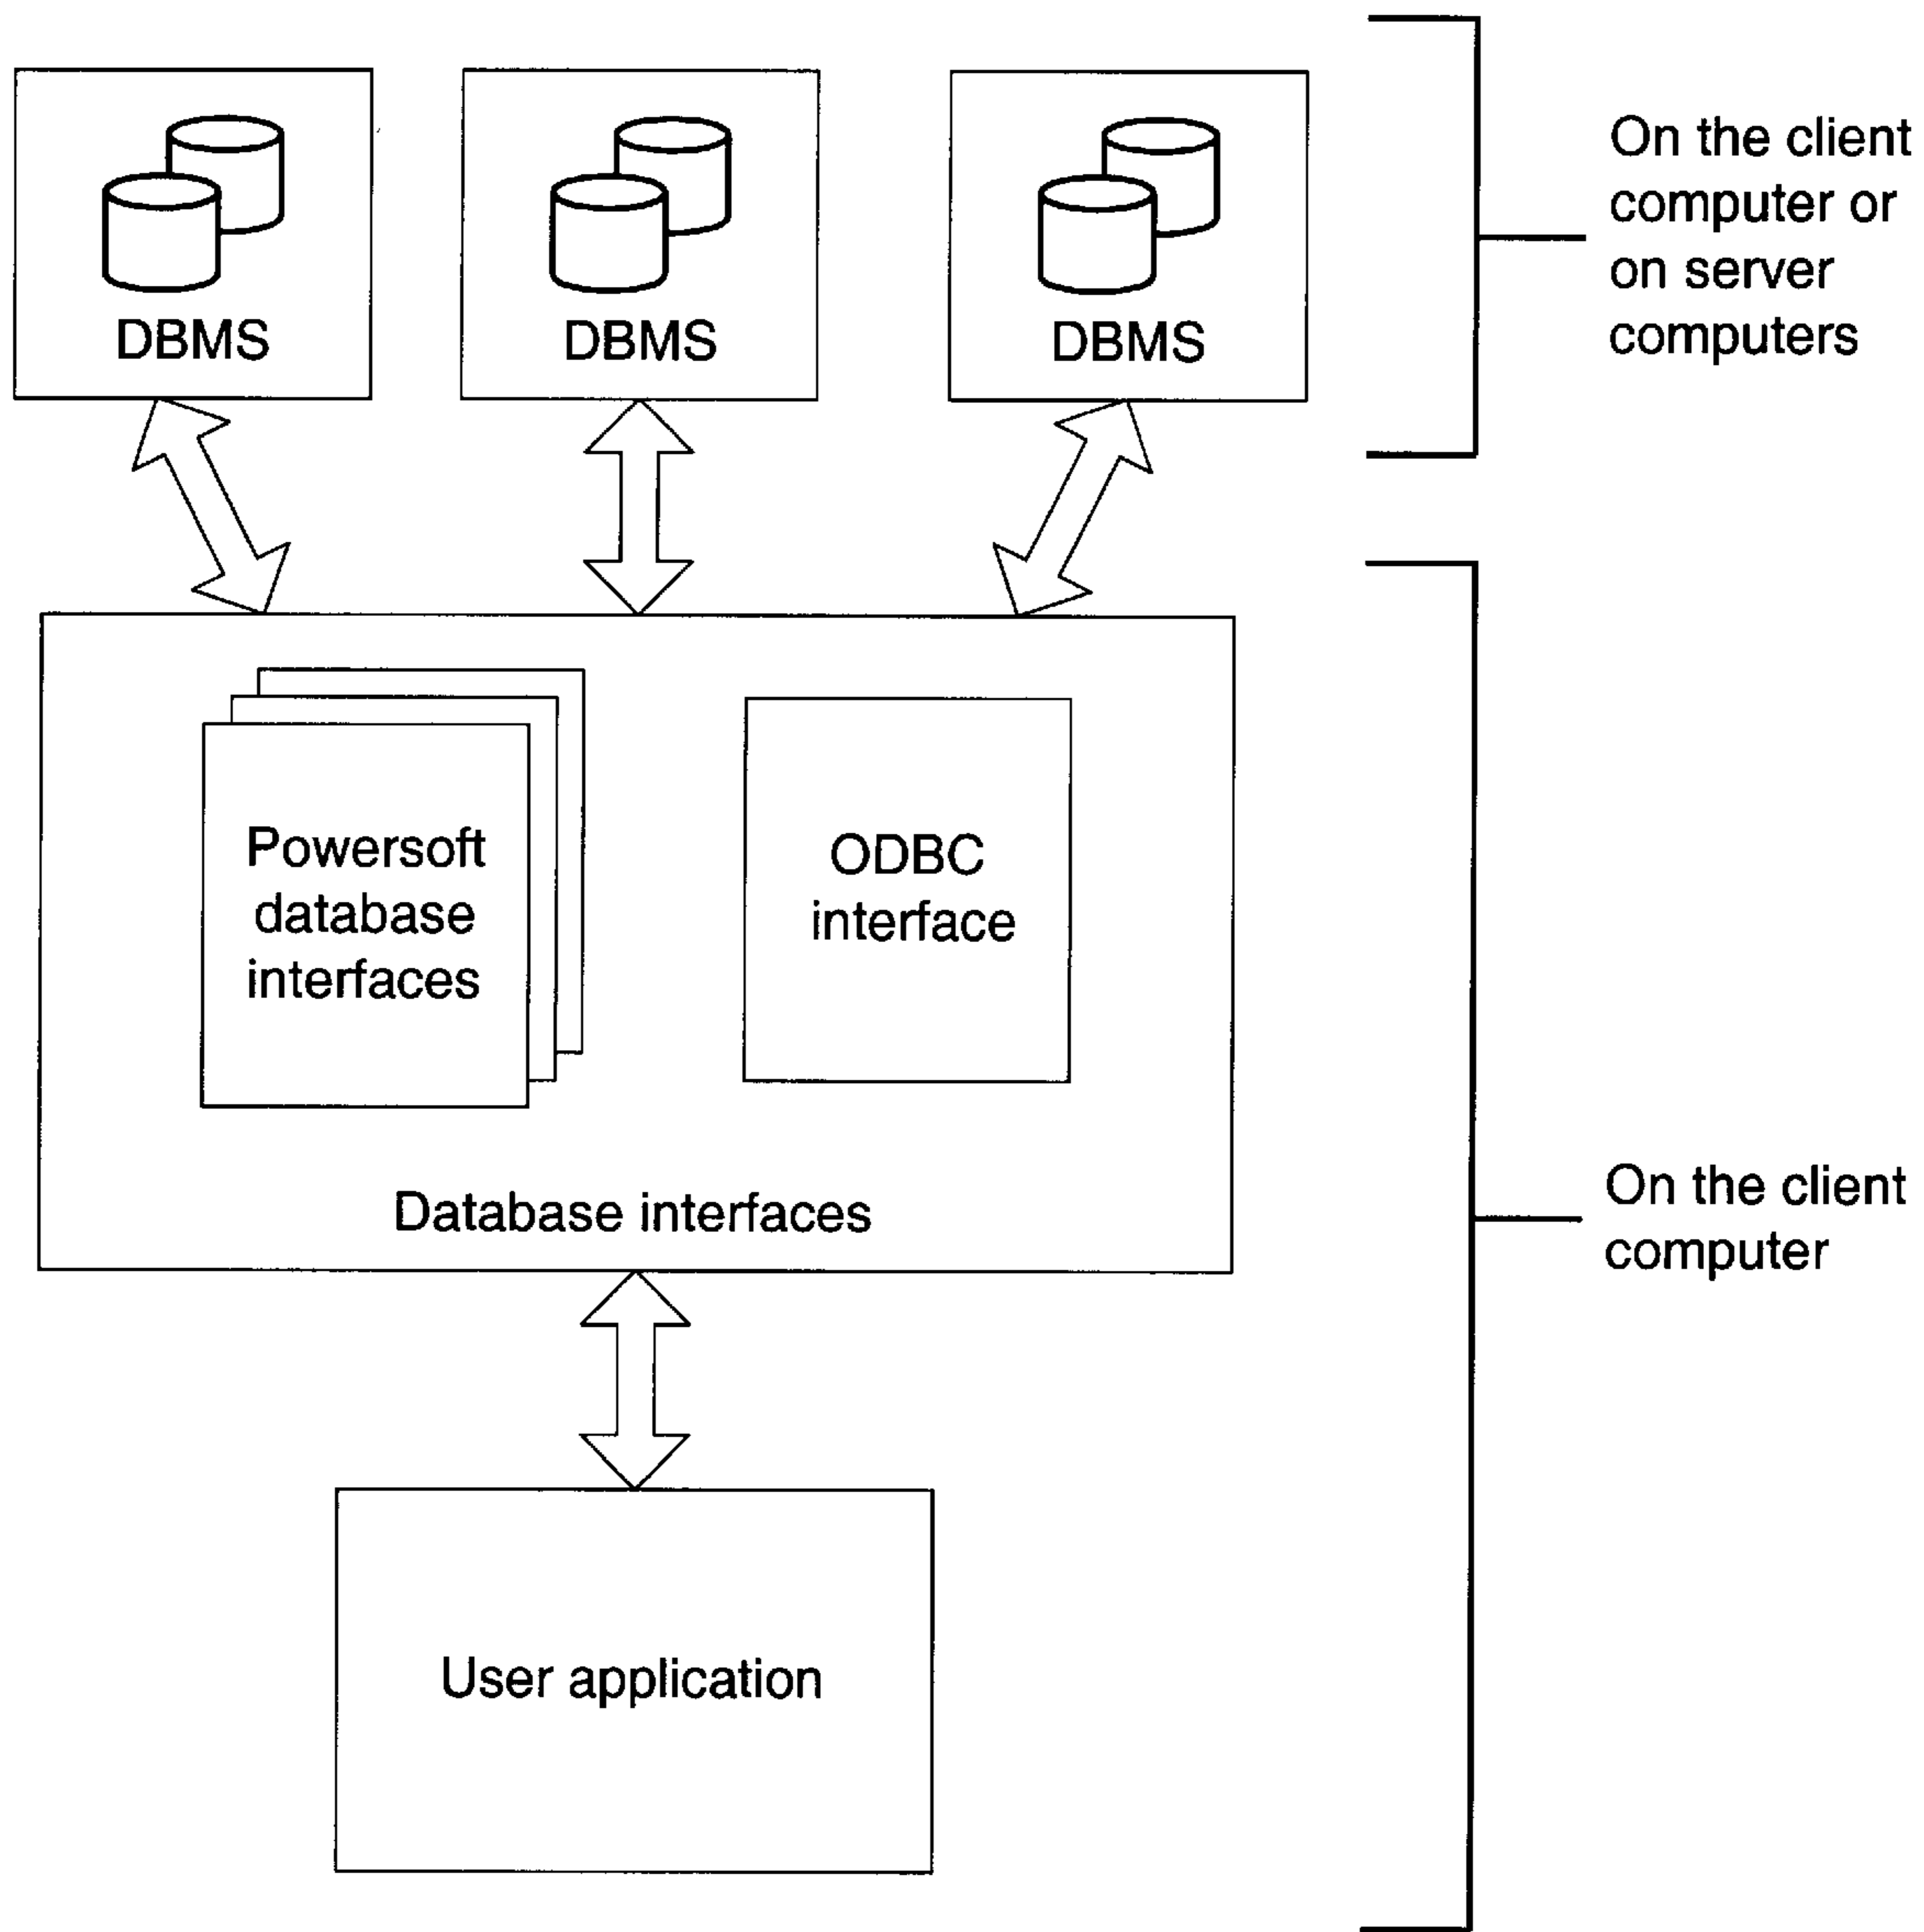 DBMS
DBMS
DBMS
On the client
computer or
on server
computers
Powersoft
database
interfaces
ODBC
interface
Database interfaces
On the client
computer
User application